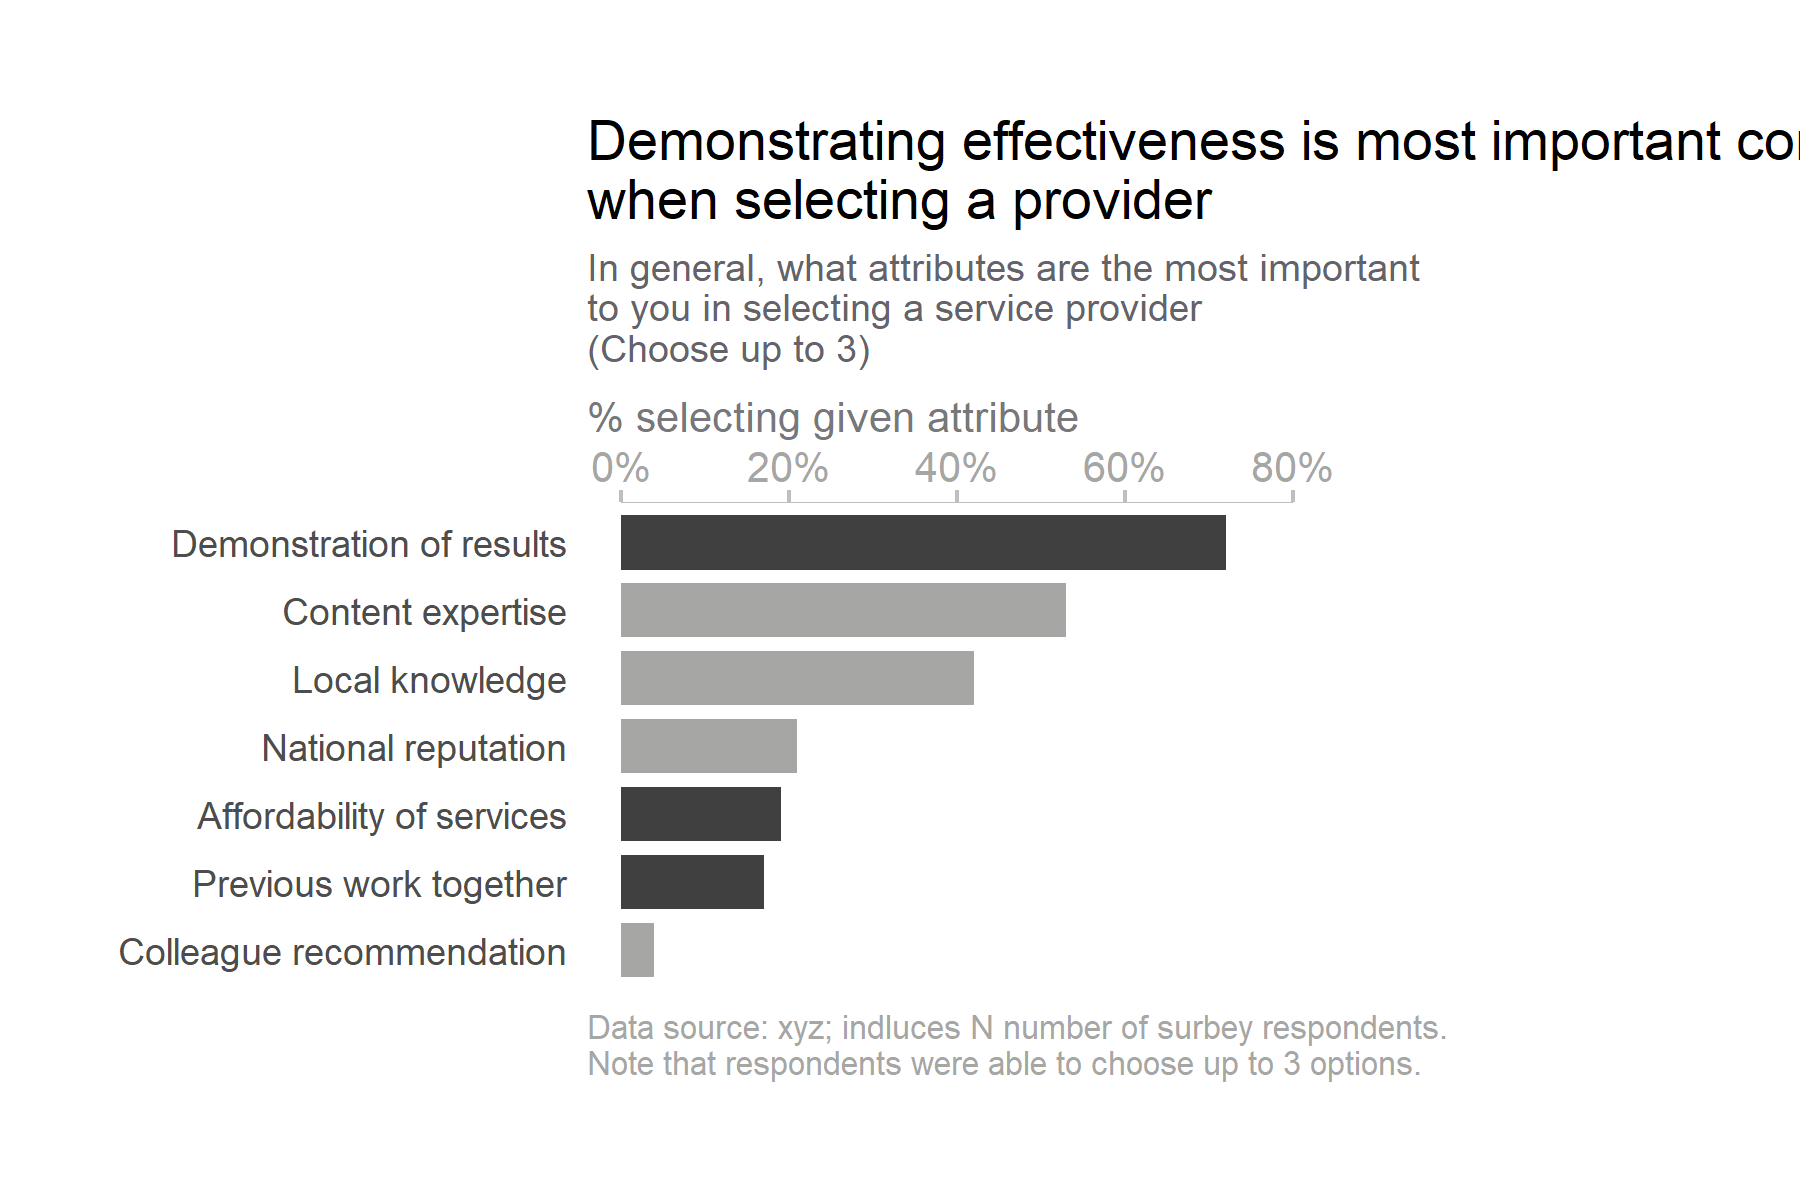 Demonstrating effectiveness is most important
when selecting a provider
In general, what attributes are the most important
to you in selecting a service provider
(Choose up to 3)
% selecting given attribute
0% 20% 40% 60% 80%
Demonstration of results
Content expertise
Local knowledge
National reputation
Affordability of services
Previous work together
Colleague recommendation
Data source: xyz; indluces N number of surbey respondents.
Note that respondents were able to choose up to 3 options.